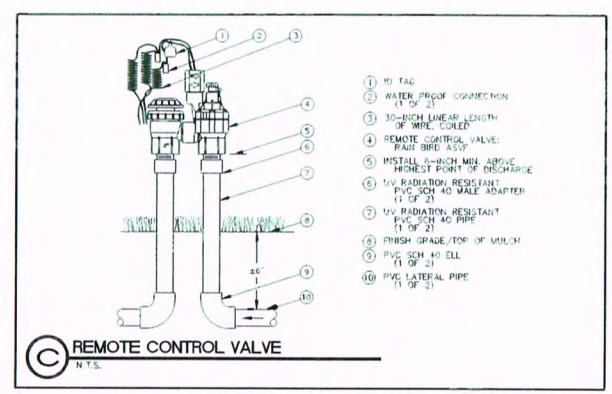 1
2
3
4
5
6
7
8
±6"
9
10
1 ID TAG
2 WATER PROOF CONNECTION
(1 OF 2)
3 30-INCH LINEAR LENGTH
OF WIRE, COILED
4 REMOTE CONTROL VALVE:
RAIN BIRD ASVF
5 INSTALL 6-INCH MIN. ABOVE
HIGHEST POINT OF DISCHARGE
6 UV RADIATION RESISTANT
PVC SCH 40 MALE ADAPTER
(1 OF 2)
7 UV RADIATION RESISTANT
PVC SCH 40 PIPE
(1 OF 2)
8 FINISH GRADE/TOP OF MULCH
9 PVC SCH 40 ELL
(1 OF 2)
10 PVC LATERAL PIPE
(1 OF 2)
C REMOTE CONTROL VALVE
N.T.S.